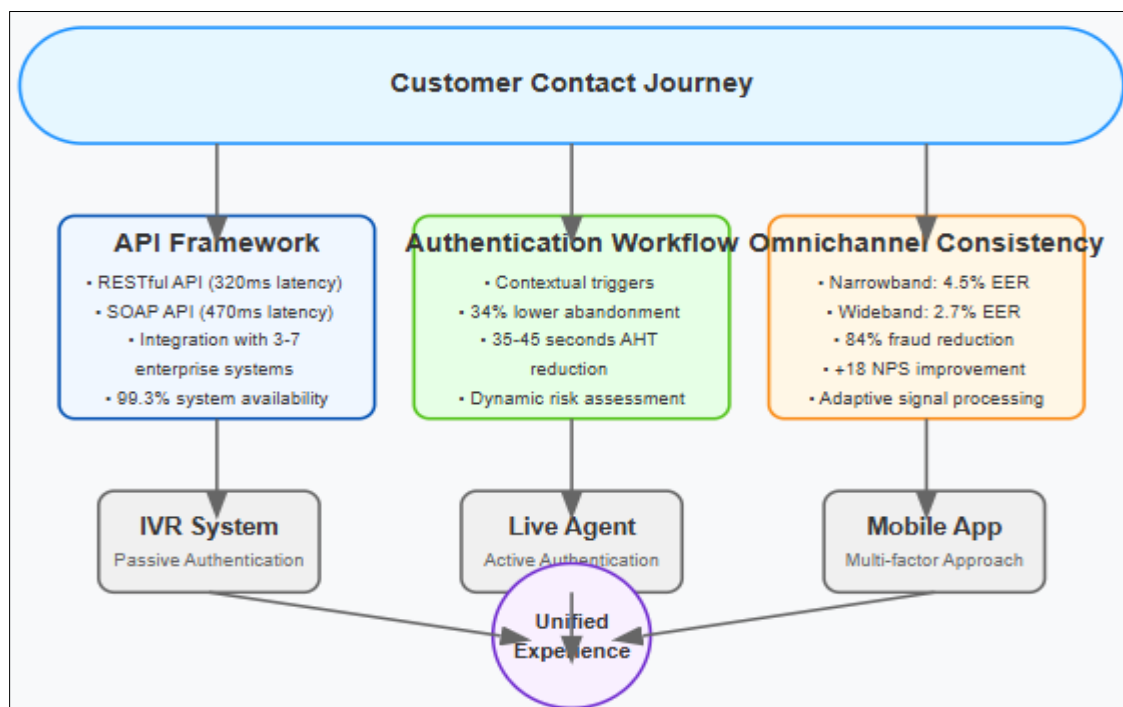 Customer Contact Journey
API Framework
• RESTful API (320ms latency)
• SOAP API (470ms latency)
• Integration with 3-7
enterprise systems
• 99.3% system availability
Authentication Workflow
• Contextual triggers
• 34% lower abandonment
• 35-45 seconds AHT
reduction
• Dynamic risk assessment
Omnichannel Consistency
• Narrowband: 4.5% EER
• Wideband: 2.7% EER
• 84% fraud reduction
• +18 NPS improvement
• Adaptive signal processing
IVR System
Passive Authentication
Live Agent
Active Authentication
Mobile App
Multi-factor Approach
Unified
Experience